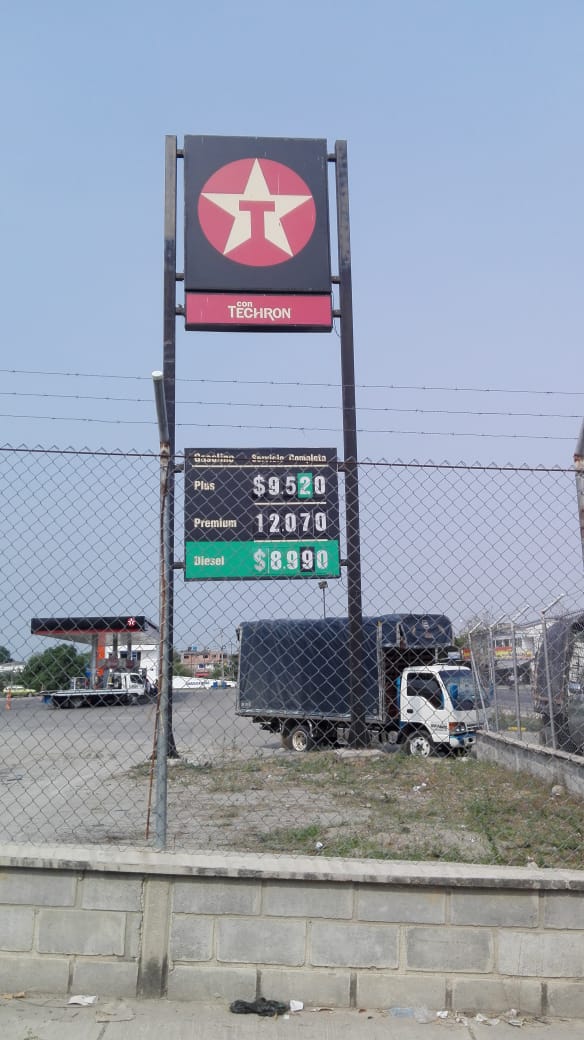 T
con
TECHRON
Gasolina Servicio Completo
Plus $9.520
Premium 12.070
Diesel $8.990